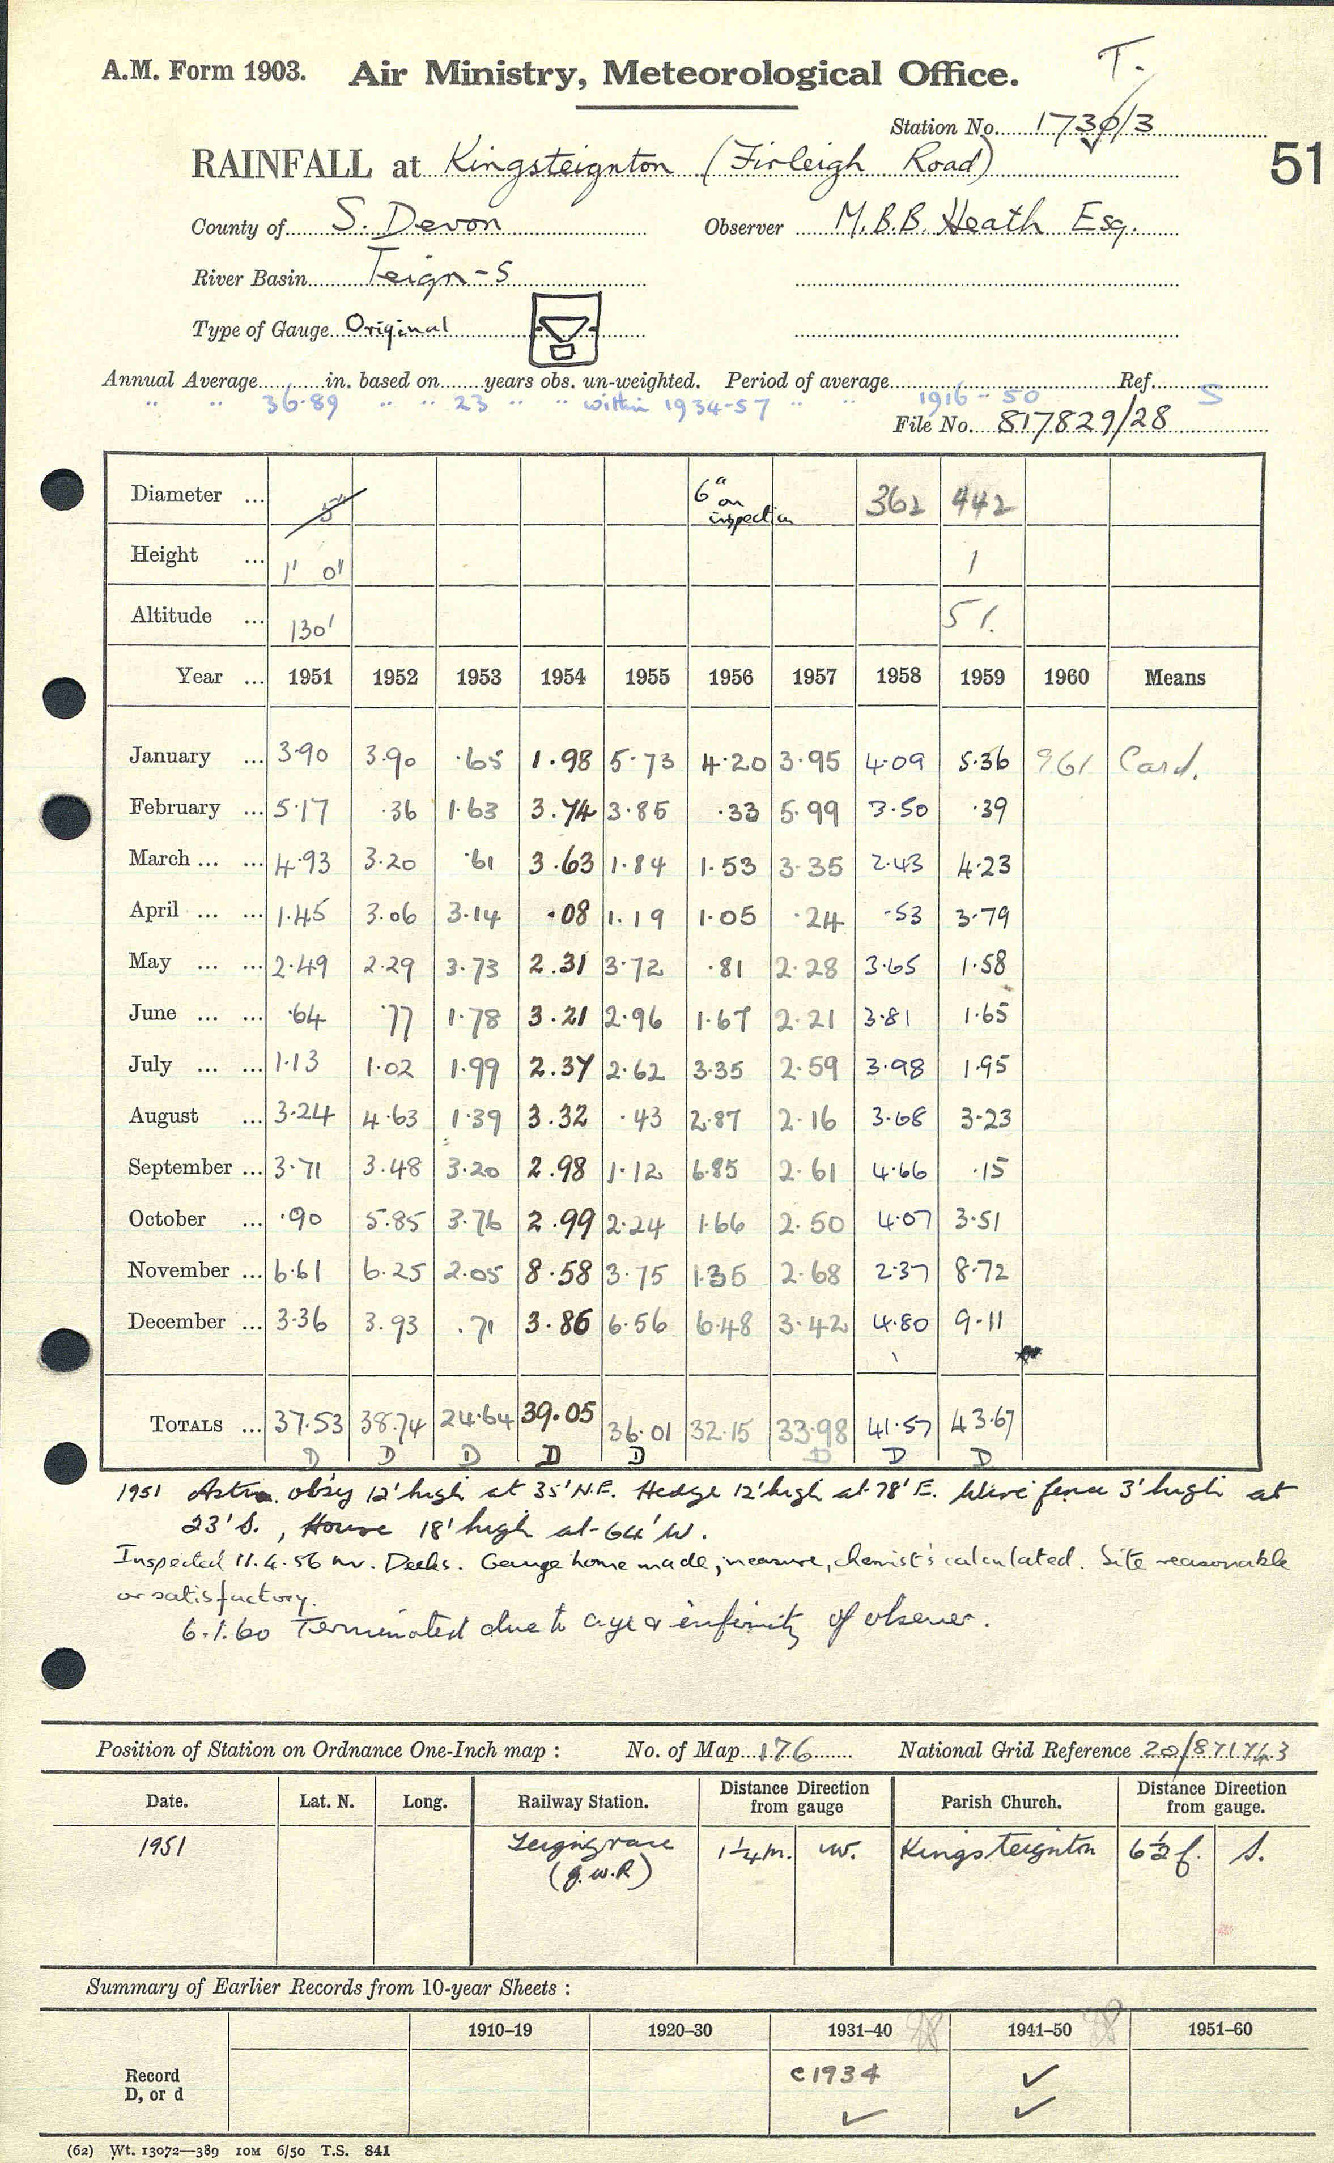 T.
A.M. Form 1903. Air Ministry, Meteorological Office.
Station No. 1730/3
51
RAINFALL at Kingsteignton (Firleigh Road)
County of S. Devon Observer M.B.B. Heath Esq.
River Basin Teign-S
Type of Gauge Original
Annual Average in. based on years obs. un-weighted. Period of average Ref.
" " 36.89 " " 23 " " within 1934-57 " " 1916-50 S
File No. 817829/28
Diameter ... 5" 6" on inspection 362 442
Height ... 1' 0" 1
Altitude ... 130' 51.
Year ... 1951 1952 1953 1954 1955 1956 1957 1958 1959 1960 Means
January ... 3.90 3.90 .65 1.98 5.73 4.20 3.95 4.09 5.36 961 Card.
February ... 5.17 .36 1.63 3.74 3.85 .33 5.99 3.50 .39
March ... ... 4.93 3.20 .61 3.63 1.84 1.53 3.35 2.43 4.23
April ... ... 1.45 3.06 3.14 .08 1.19 1.05 .24 .53 3.79
May ... ... 2.49 2.29 3.73 2.31 3.72 .81 2.28 3.65 1.58
June ... ... .64 .77 1.78 3.21 2.96 1.67 2.21 3.81 1.65
July ... ... 1.13 1.02 1.99 2.37 2.62 3.35 2.59 3.98 1.95
August ... 3.24 4.63 1.39 3.32 .43 2.87 2.16 3.68 3.23
September ... 3.71 3.48 3.20 2.98 1.12 6.85 2.61 4.66 .15
October ... .90 5.85 3.76 2.99 2.24 1.66 2.50 4.07 3.51
November ... 6.61 6.25 2.05 8.58 3.75 1.35 2.68 2.37 8.72
December ... 3.36 3.93 .71 3.86 6.56 6.48 3.42 4.80 9.11
TOTALS ... 37.53 38.74 24.64 39.05 36.01 32.15 33.98 41.57 43.67
D D D D D D D D
1951 obsy 12' high at 35' N.E. Hedge 12' high at 78' E. Wire fence 3' high at
23' S., House 18' high at 64' W.
Inspected 11.4.56 Mr. Deeks. Gauge home made, measure, chemist's calculated. Site reasonable
or satisfactory.
6.1.60 Terminated due to age & infirmity of observer.
Position of Station on Ordnance One-Inch map : No. of Map 176 National Grid Reference 20/871743
Date. Lat. N. Long. Railway Station. Distance Direction from gauge Parish Church. Distance Direction from gauge.
1951 Teigngrace 1¼ m. W. Kingsteignton 6½ f. S.
(G.W.R)
Summary of Earlier Records from 10-year Sheets :
1910–19 1920–30 1931–40 1941–50 1951–60
Record c1934 ✓
D, or d ✓ ✓
(62) Wt. 13072—389 10M 6/50 T.S. 841